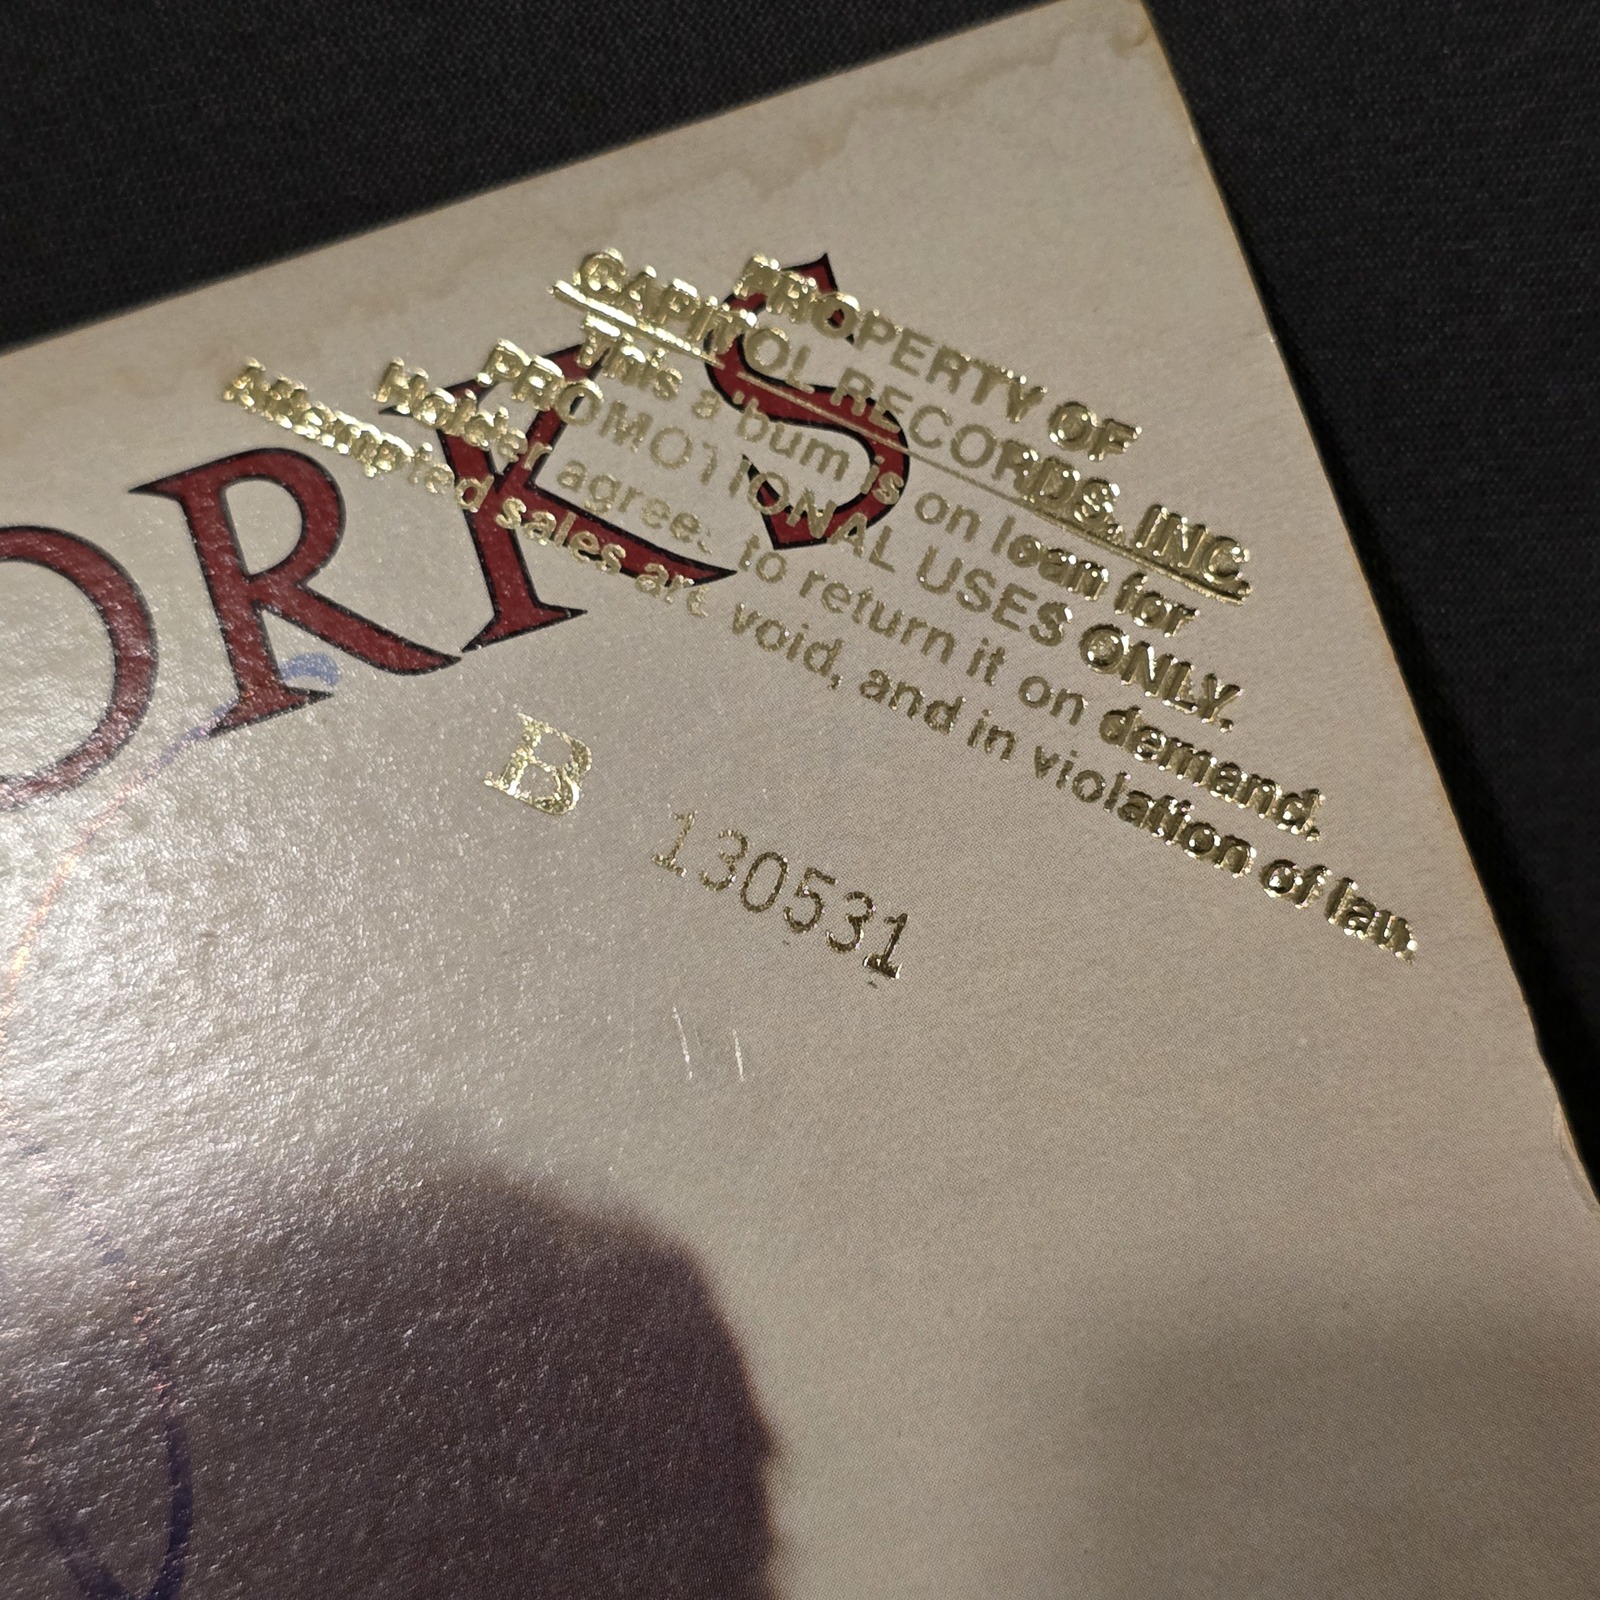 ORKS
PROPERTY OF
CAPITOL RECORDS, INC.
This album is on loan for
PROMOTIONAL USES ONLY.
Holder agrees to return it on demand.
Attempted sales are void, and in violation of law.
B 130531